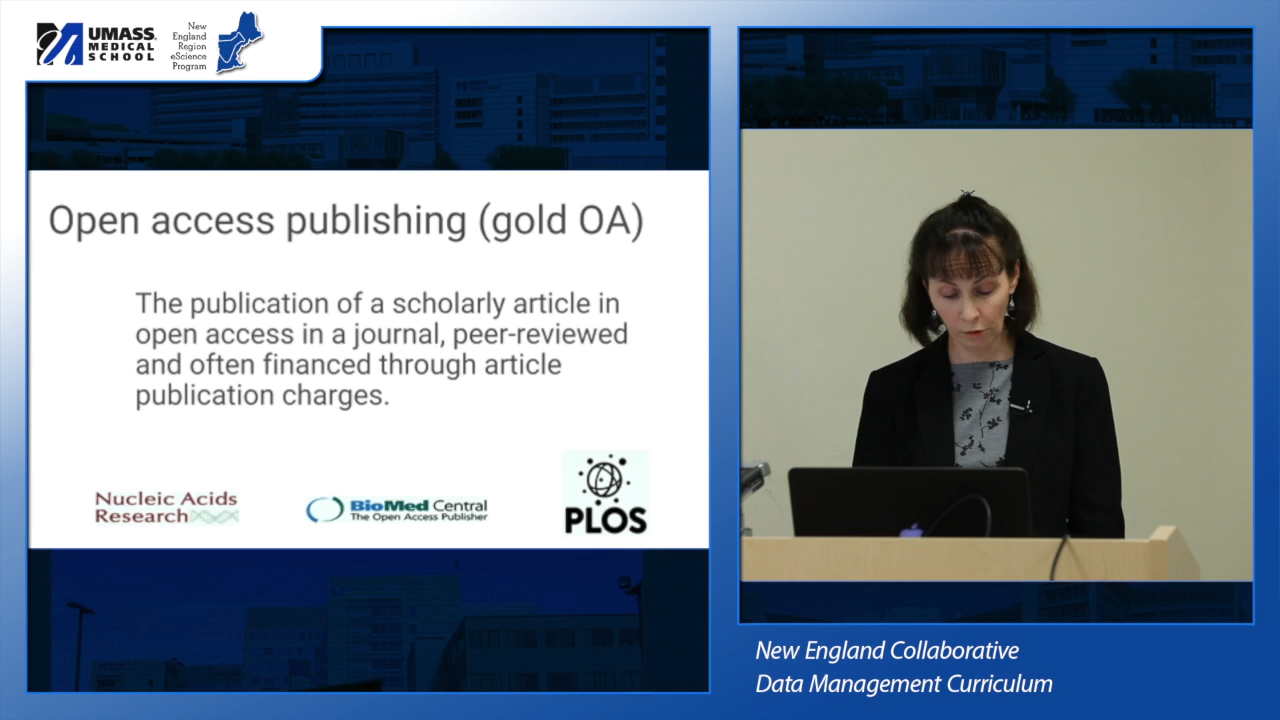 UMASS
MEDICAL
SCHOOL
New
England
Region
eScience
Program
Open access publishing (gold OA)
The publication of a scholarly article in
open access in a journal, peer-reviewed
and often financed through article
publication charges.
Nucleic Acids
Research
BioMed Central
The Open Access Publisher
PLOS
New England Collaborative
Data Management Curriculum